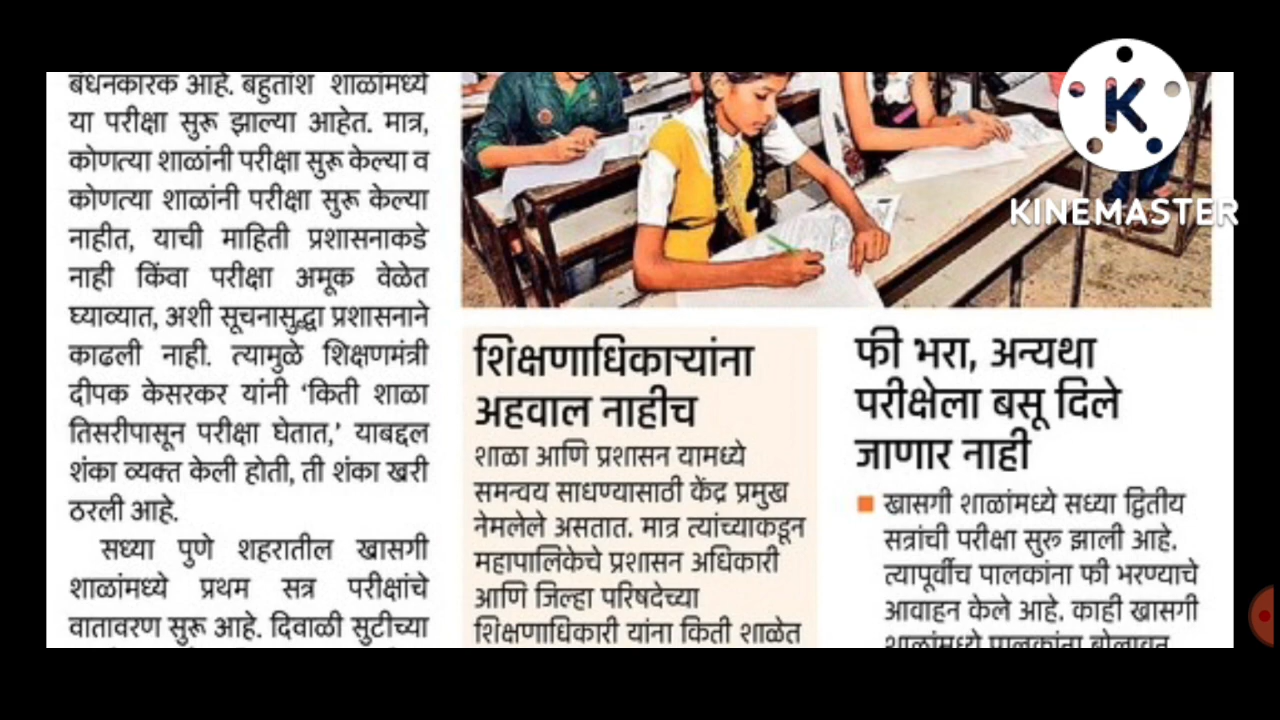 बंधनकारक आहे. बहुतांश शाळांमध्ये
या परीक्षा सुरू झाल्या आहेत. मात्र,
कोणत्या शाळांनी परीक्षा सुरू केल्या व
कोणत्या शाळांनी परीक्षा सुरू केल्या
नाहीत, याची माहिती प्रशासनाकडे
नाही किंवा परीक्षा अमूक वेळेत
घ्याव्यात, अशी सूचनासुद्धा प्रशासनाने
काढली नाही. त्यामुळे शिक्षणमंत्री
दीपक केसरकर यांनी ‘किती शाळा
तिसरीपासून परीक्षा घेतात,’ याबद्दल
शंका व्यक्त केली होती, ती शंका खरी
ठरली आहे.
सध्या पुणे शहरातील खासगी
शाळांमध्ये प्रथम सत्र परीक्षांचे
वातावरण सुरू आहे. दिवाळी सुटीच्या
शिक्षणाधिकाऱ्यांना
अहवाल नाहीच
शाळा आणि प्रशासन यामध्ये
समन्वय साधण्यासाठी केंद्र प्रमुख
नेमलेले असतात. मात्र त्यांच्याकडून
महापालिकेचे प्रशासन अधिकारी
आणि जिल्हा परिषदेच्या
शिक्षणाधिकारी यांना किती शाळेत
फी भरा, अन्यथा
परीक्षेला बसू दिले
जाणार नाही
खासगी शाळांमध्ये सध्या द्वितीय
सत्रांची परीक्षा सुरू झाली आहे.
त्यापूर्वीच पालकांना फी भरण्याचे
आवाहन केले आहे. काही खासगी
शाळांमध्ये पालकांना बोलावून
K
KINEMASTER